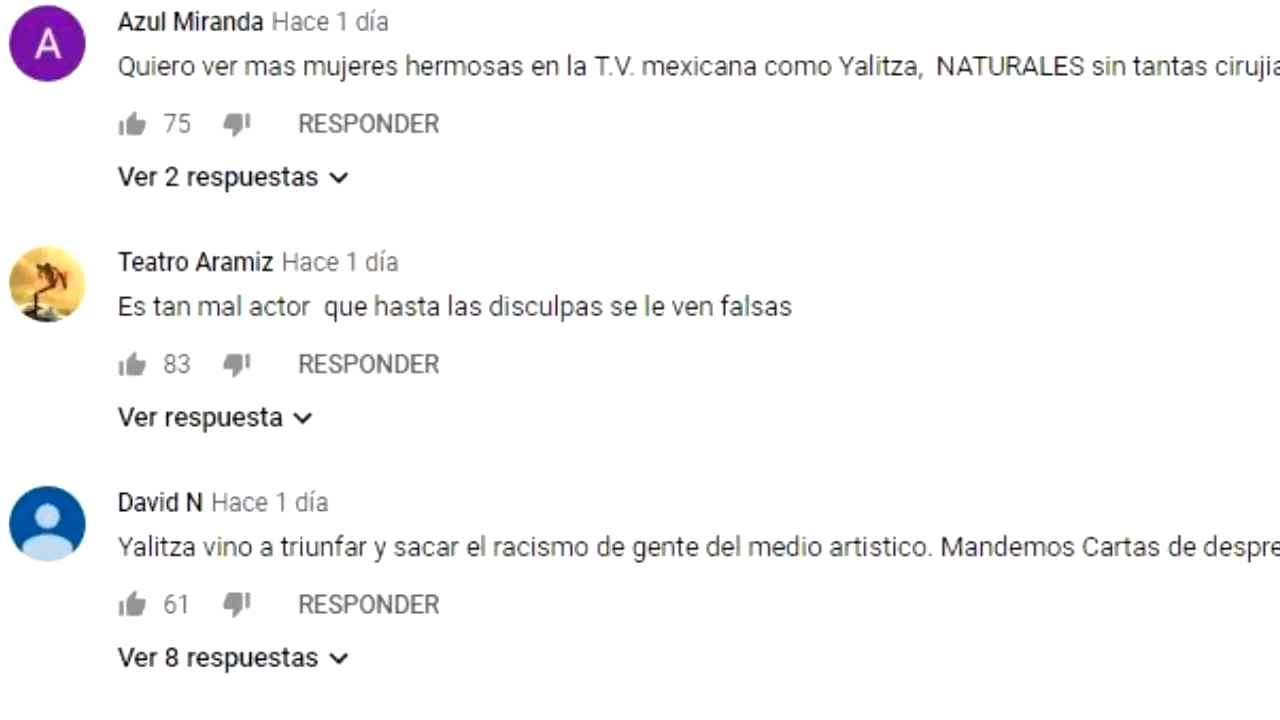 A
Azul Miranda Hace 1 día
Quiero ver mas mujeres hermosas en la T.V. mexicana como Yalitza, NATURALES sin tantas
75 RESPONDER
Ver 2 respuestas
Teatro Aramiz Hace 1 día
Es tan mal actor que hasta las disculpas se le ven falsas
83 RESPONDER
Ver respuesta
David N Hace 1 día
Yalitza vino a triunfar y sacar el racismo de gente del medio artistico. Mandemos Cartas de
61 RESPONDER
Ver 8 respuestas